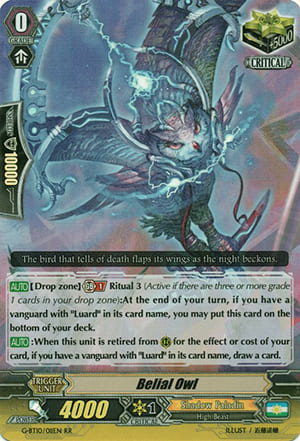 0
GRADE
+5000
CRITICAL
10000
The bird that tells of death flaps its wings as the night beckons.
AUTO [Drop zone] GB 1 Ritual 3 (Active if there are three or more grade
1 cards in your drop zone):At the end of your turn, if you have a
vanguard with "Luard" in its card name, you may put this card on the
bottom of your deck.
AUTO:When this unit is retired from for the effect or cost of your
card, if you have a vanguard with "Luard" in its card name, draw a card.
TRIGGER
UNIT
Belial Owl
POWER
4000
1
Shadow Paladin
High Beast
G-BT10/011EN RR
ILLUST /